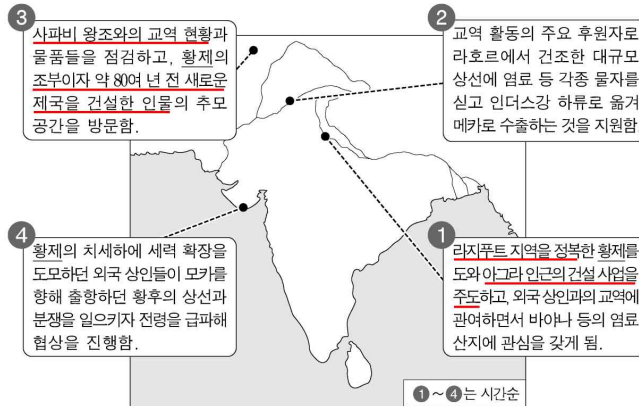 3
사파비 왕조와의 교역 현황과
물품들을 점검하고, 황제의
조부이자 약 80여 년 전 새로운
제국을 건설한 인물의 추모
공간을 방문함.
2
교역 활동의 주요 후원자로
라호르에서 건조한 대규모
상선에 염료 등 각종 물자를
싣고 인더스강 하류로 옮겨
메카로 수출하는 것을 지원함
4
황제의 치세하에 세력 확장을
도모하던 외국 상인들이 모카를
향해 출항하던 황후의 상선과
분쟁을 일으키자 전령을 급파해
협상을 진행함.
1
라지푸트 지역을 정복한 황제를
도와 아그라 인근의 건설 사업을
주도하고, 외국 상인과의 교역에
관여하면서 바야나 등의 염료
산지에 관심을 갖게 됨.
1~4는 시간순